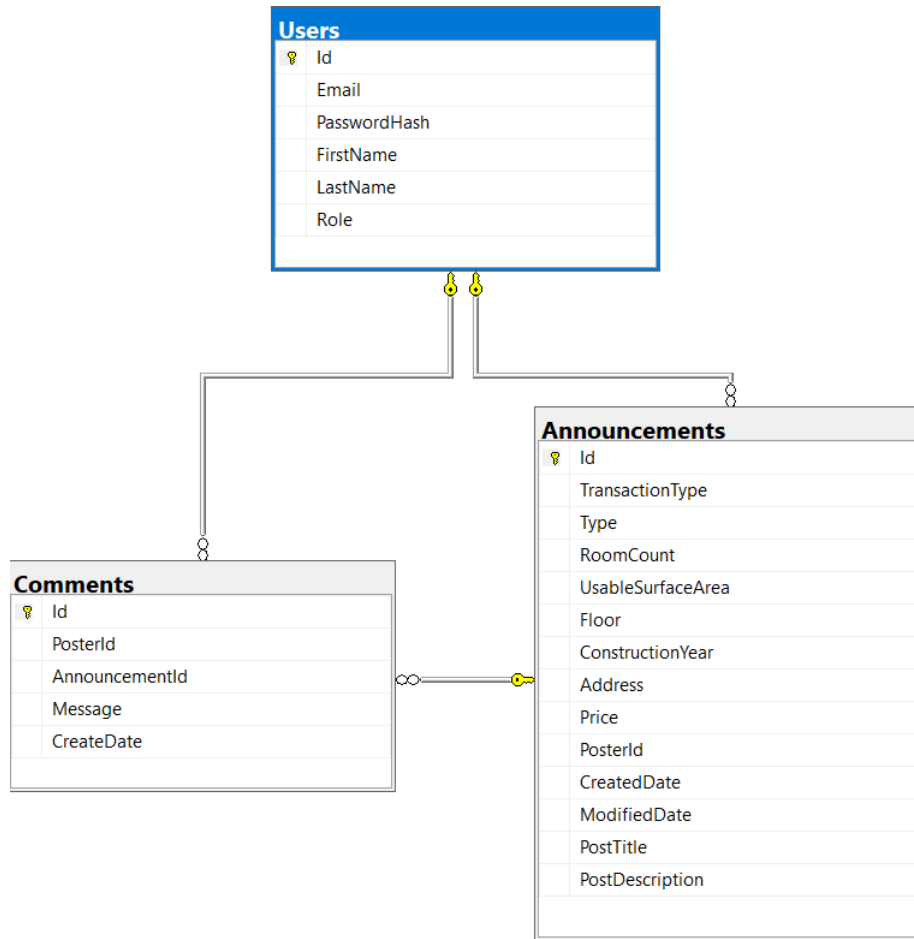 Users
Id
Email
PasswordHash
FirstName
LastName
Role
Comments
Id
PosterId
AnnouncementId
Message
CreateDate
Announcements
Id
TransactionType
Type
RoomCount
UsableSurfaceArea
Floor
ConstructionYear
Address
Price
PosterId
CreatedDate
ModifiedDate
PostTitle
PostDescription